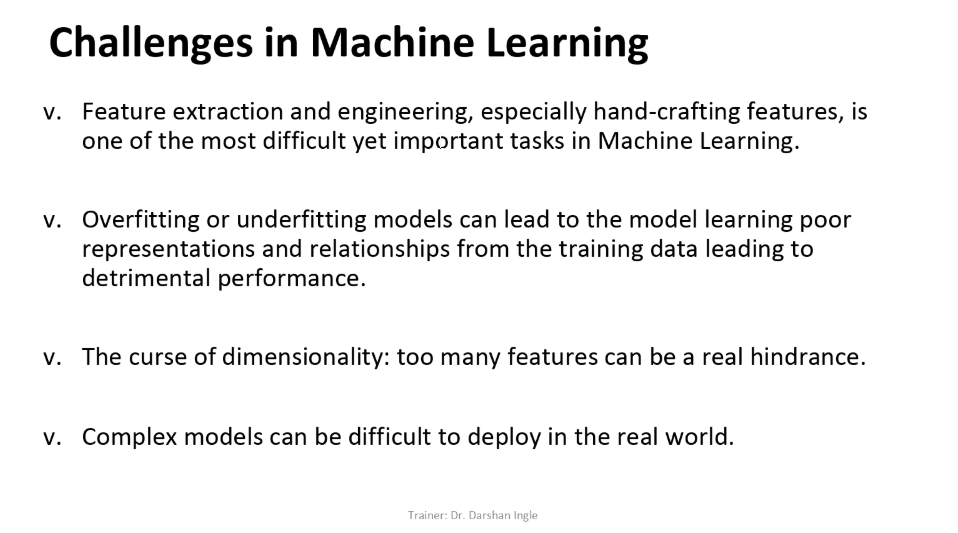 Challenges in Machine Learning
v. Feature extraction and engineering, especially hand-crafting features, is
one of the most difficult yet important tasks in Machine Learning.
v. Overfitting or underfitting models can lead to the model learning poor
representations and relationships from the training data leading to
detrimental performance.
v. The curse of dimensionality: too many features can be a real hindrance.
v. Complex models can be difficult to deploy in the real world.
Trainer: Dr. Darshan Ingle